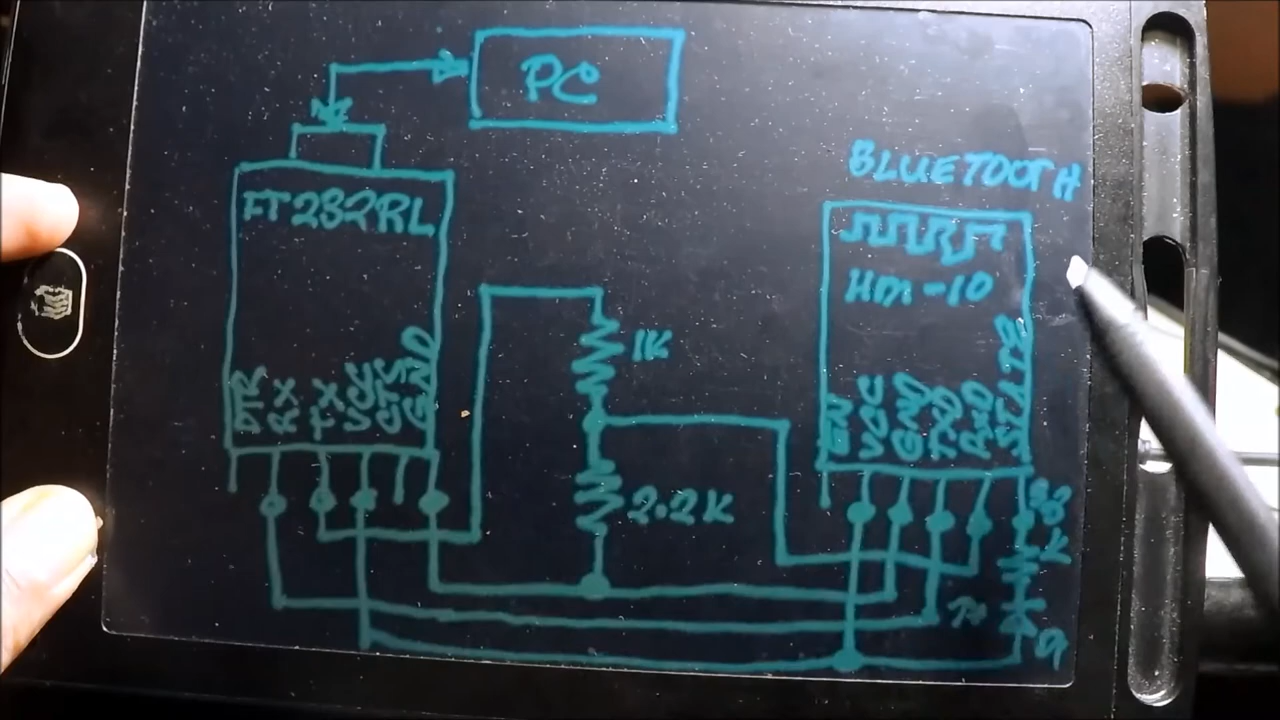 PC
BLUETOOTH
FT232RL
HM-10
1K
DTR
RX
TX
VCC
CTS
GND
EN
VCC
GND
TXD
RXD
STATE
2.2K